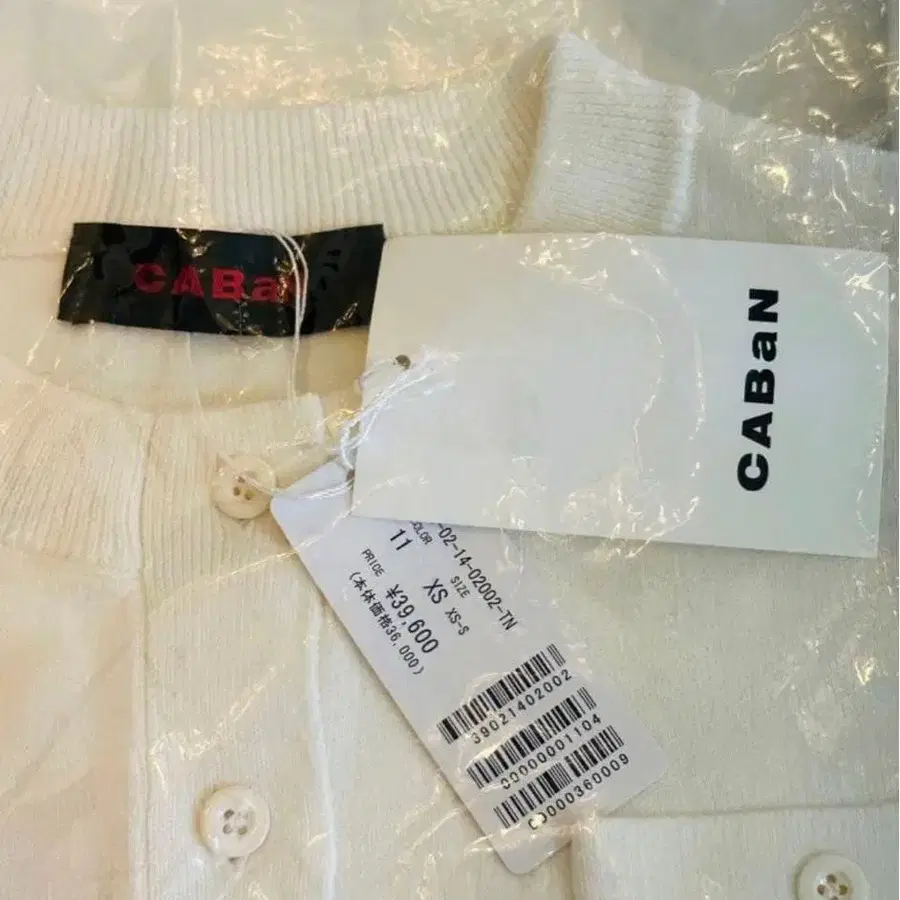 CABaN
CABaN
-02-14-02002-TN
COLOR
SIZE
11
XS XS-S
PRICE
¥39,600
(本体価格36,000)
39021402002
00000001104
00000360009